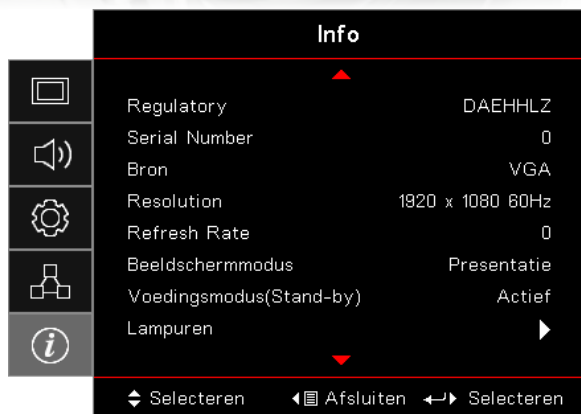 Info
Regulatory DAEHHLZ
Serial Number 0
Bron VGA
Resolution 1920 x 1080 60Hz
Refresh Rate 0
Beeldschermmodus Presentatie
Voedingsmodus(Stand-by) Actief
Lampuren
Selecteren Afsluiten Selecteren